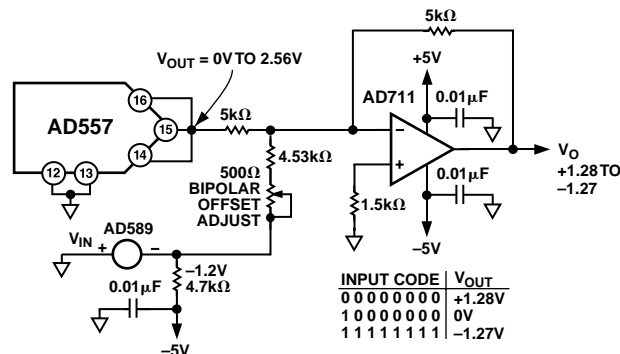 5kΩ
V_OUT = 0V TO 2.56V
+5V
AD711
0.01μF
16
AD557
15
14
5kΩ
–
+
V_O
+1.28 TO
–1.27
4.53kΩ
12
13
500Ω
BIPOLAR
OFFSET
ADJUST
1.5kΩ
0.01μF
–5V
AD589
V_IN
+
–
–1.2V
4.7kΩ
0.01μF
–5V
INPUT CODE V_OUT
0 0 0 0 0 0 0 0 +1.28V
1 0 0 0 0 0 0 0 0V
1 1 1 1 1 1 1 1 –1.27V